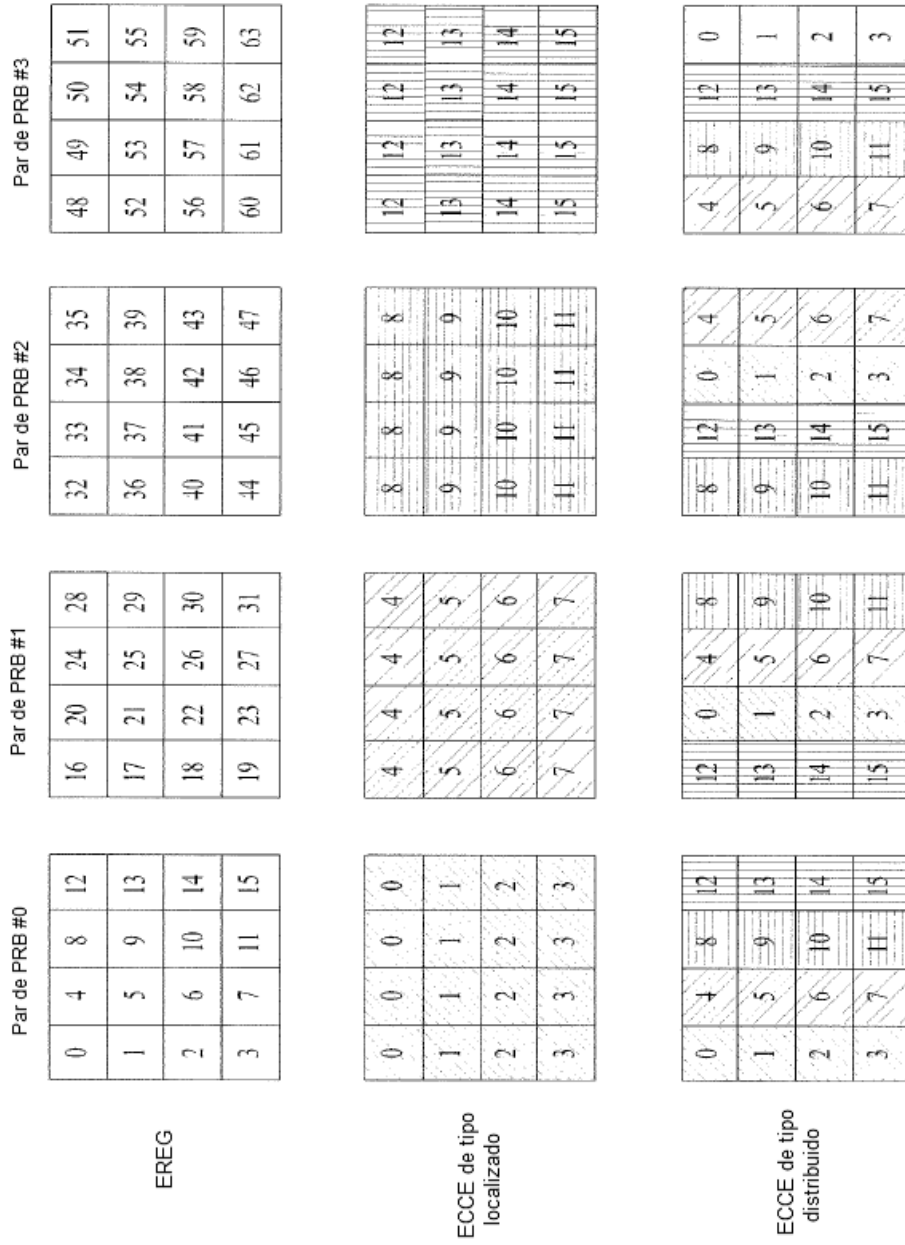 Par de PRB #0 Par de PRB #1 Par de PRB #2 Par de PRB #3
EREG
0 4 8 12 16 20 24 28 32 33 34 35 48 49 50 51
1 5 9 13 17 21 25 29 36 37 38 39 52 53 54 55
2 6 10 14 18 22 26 30 40 41 42 43 56 57 58 59
3 7 11 15 19 23 27 31 44 45 46 47 60 61 62 63
ECCE de tipo
localizado
0 0 0 0 4 4 4 4 8 8 8 8 12 12 12 12
1 1 1 1 5 5 5 5 9 9 9 9 13 13 13 13
2 2 2 2 6 6 6 6 10 10 10 10 14 14 14 14
3 3 3 3 7 7 7 7 11 11 11 11 15 15 15 15
ECCE de tipo
distribuido
0 4 8 12 12 0 4 8 8 12 0 4 4 8 12 0
1 5 9 13 13 1 5 9 9 13 1 5 5 9 13 1
2 6 10 14 14 2 6 10 10 14 2 6 6 10 14 2
3 7 11 15 15 3 7 11 11 15 3 7 7 11 15 3